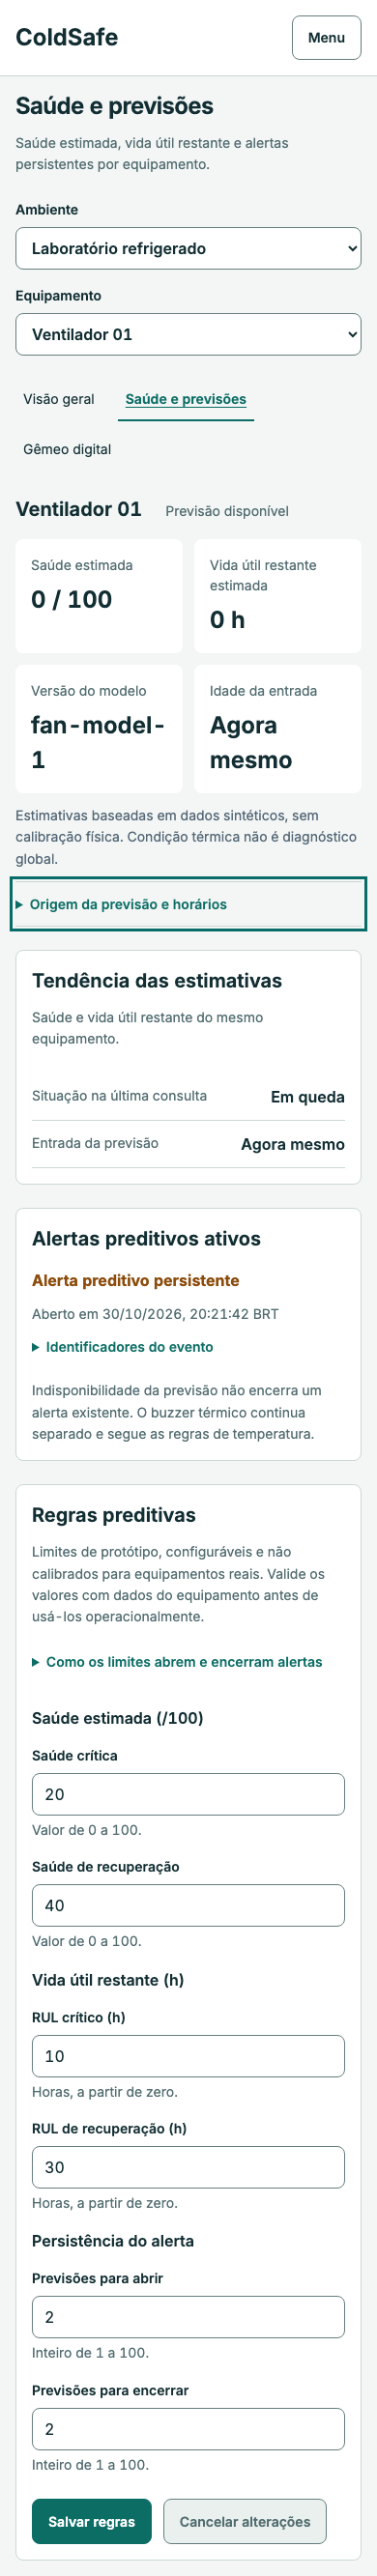 ColdSafe
Menu
Saúde e previsões
Saúde estimada, vida útil restante e alertas
persistentes por equipamento.
Ambiente
Laboratório refrigerado
Equipamento
Ventilador 01
Visão geral
Saúde e previsões
Gêmeo digital
Ventilador 01
Previsão disponível
Saúde estimada
0 / 100
Vida útil restante
estimada
0 h
Versão do modelo
fan-model-
1
Idade da entrada
Agora
mesmo
Estimativas baseadas em dados sintéticos, sem
calibração física. Condição térmica não é diagnóstico
global.
Origem da previsão e horários
Tendência das estimativas
Saúde e vida útil restante do mesmo
equipamento.
Situação na última consulta
Em queda
Entrada da previsão
Agora mesmo
Alertas preditivos ativos
Alerta preditivo persistente
Aberto em 30/10/2026, 20:21:42 BRT
Identificadores do evento
Indisponibilidade da previsão não encerra um
alerta existente. O buzzer térmico continua
separado e segue as regras de temperatura.
Regras preditivas
Limites de protótipo, configuráveis e não
calibrados para equipamentos reais. Valide os
valores com dados do equipamento antes de
usá-los operacionalmente.
Como os limites abrem e encerram alertas
Saúde estimada (/100)
Saúde crítica
20
Valor de 0 a 100.
Saúde de recuperação
40
Valor de 0 a 100.
Vida útil restante (h)
RUL crítico (h)
10
Horas, a partir de zero.
RUL de recuperação (h)
30
Horas, a partir de zero.
Persistência do alerta
Previsões para abrir
2
Inteiro de 1 a 100.
Previsões para encerrar
2
Inteiro de 1 a 100.
Salvar regras
Cancelar alterações